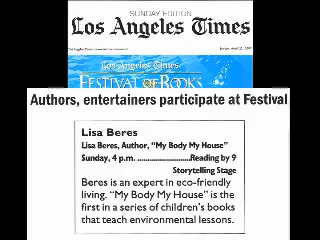 SUNDAY EDITION
Los Angeles Times
Los Angeles Times
FESTIVAL OF BOOKS
Authors, entertainers participate at Festival
Lisa Beres
Lisa Beres, Author, “My Body My House”
Sunday, 4 p.m. ............................Reading by 9
Storytelling Stage
Beres is an expert in eco-friendly
living. “My Body My House” is the
first in a series of children’s books
that teach environmental lessons.